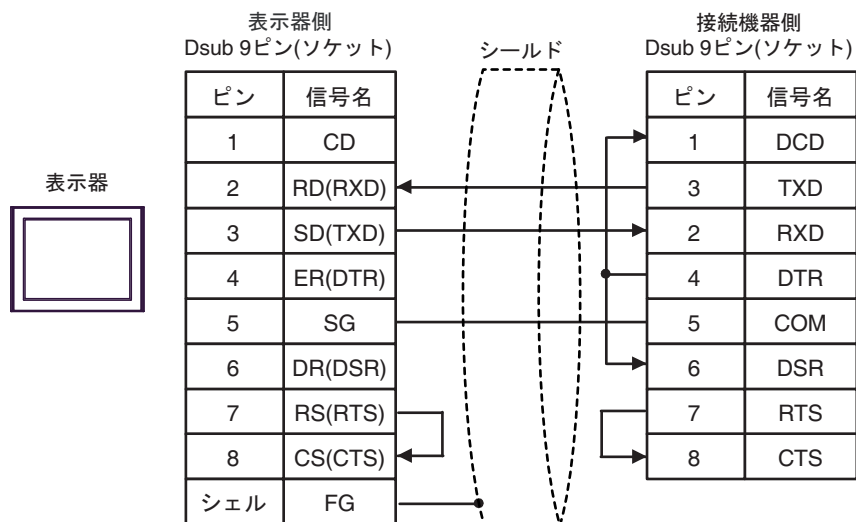 表示器側
Dsub 9ピン(ソケット)
シールド
接続機器側
Dsub 9ピン(ソケット)
表示器
ピン 信号名
1 CD
2 RD(RXD)
3 SD(TXD)
4 ER(DTR)
5 SG
6 DR(DSR)
7 RS(RTS)
8 CS(CTS)
シェル FG
ピン 信号名
1 DCD
3 TXD
2 RXD
4 DTR
5 COM
6 DSR
7 RTS
8 CTS